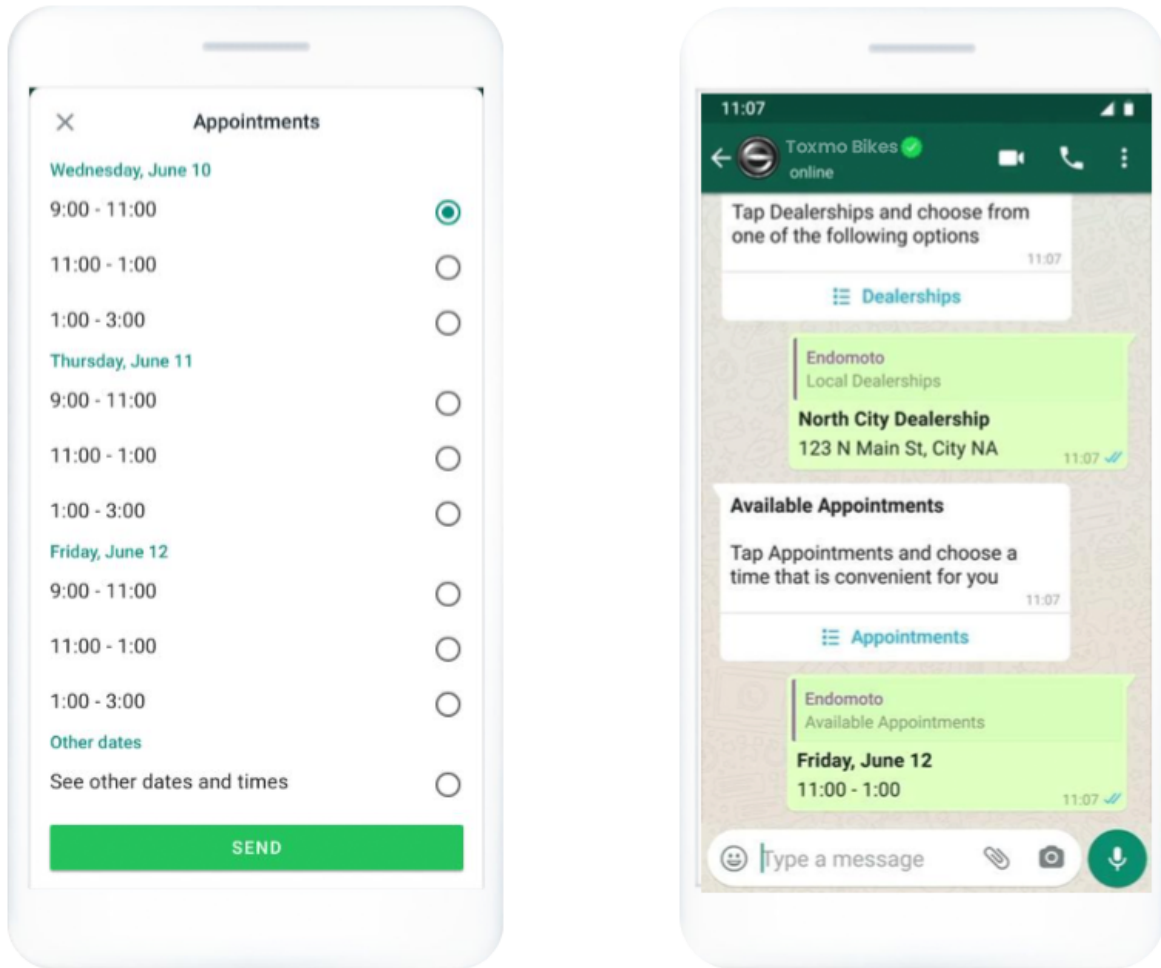 Appointments
Wednesday, June 10
9:00 - 11:00
11:00 - 1:00
1:00 - 3:00
Thursday, June 11
9:00 - 11:00
11:00 - 1:00
1:00 - 3:00
Friday, June 12
9:00 - 11:00
11:00 - 1:00
1:00 - 3:00
Other dates
See other dates and times
SEND
11:07
Toxmo Bikes
online
Tap Dealerships and choose from
one of the following options
11:07
Dealerships
Endomoto
Local Dealerships
North City Dealership
123 N Main St, City NA
11:07
Available Appointments
Tap Appointments and choose a
time that is convenient for you
11:07
Appointments
Endomoto
Available Appointments
Friday, June 12
11:00 - 1:00
11:07
Type a message